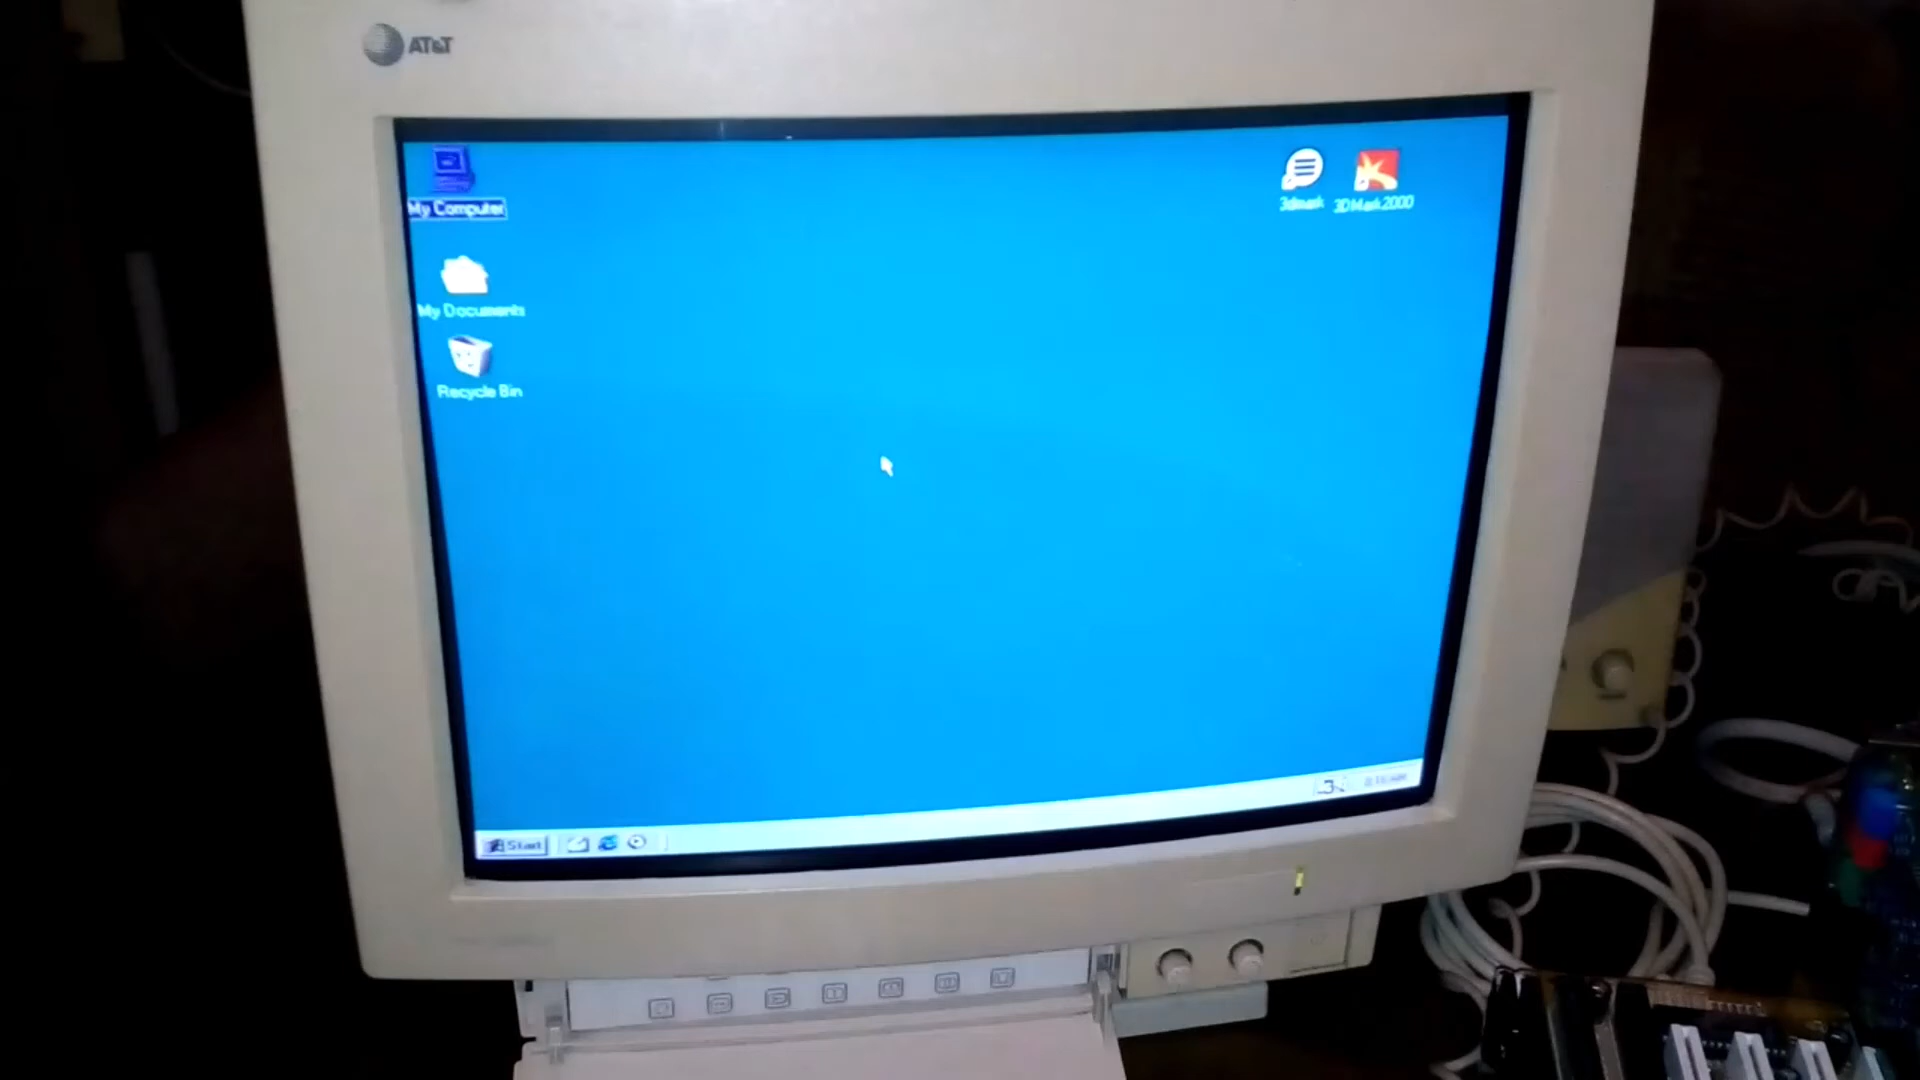 AT&T
My Computer
3dmark
3DMark2000
My Documents
Recycle Bin
Start